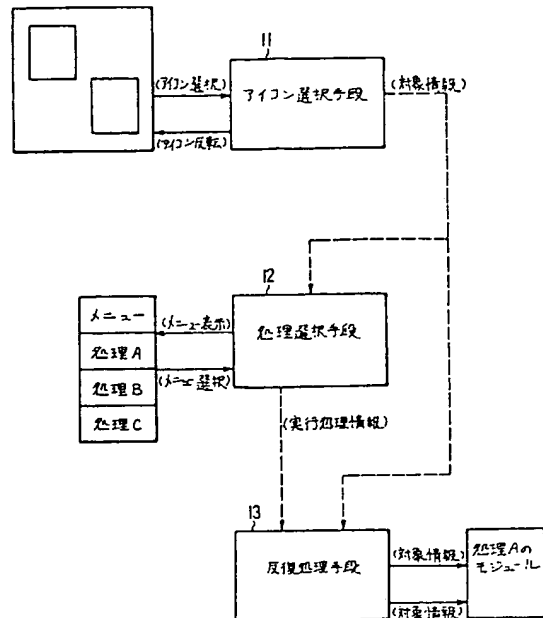 11
(アイコン選択)
アイコン選択手段
(対象情報)
(アイコン反転)
12
メニュー
(メニュー表示)
処理選択手段
処理A
(メニュー選択)
処理B
処理C
(実行処理情報)
13
反復処理手段
(対象情報)
処理Aの
モジュール
(対象情報)